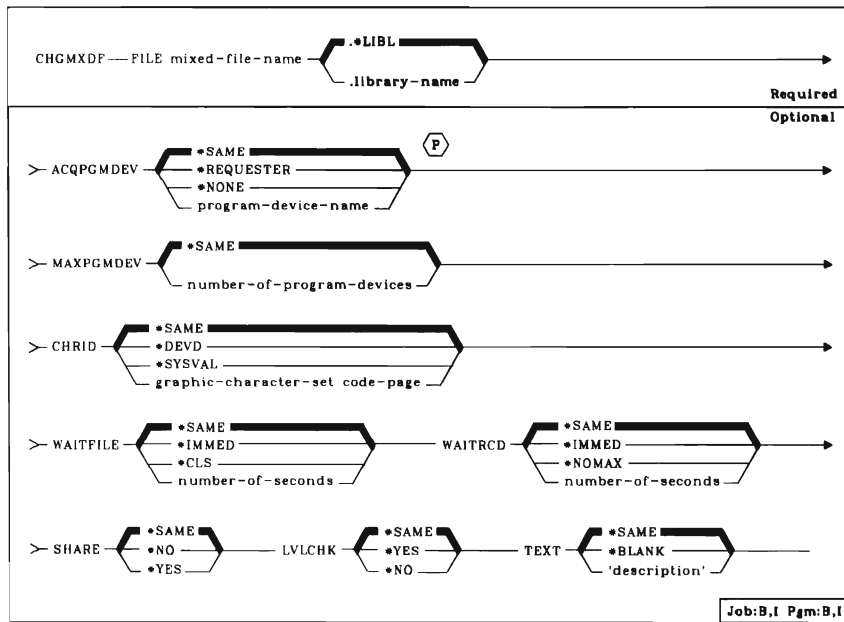 .*LIBL
CHGMXDF FILE mixed-file-name
.library-name
Required
Optional
P
*SAME
ACQPGMDEV *REQUESTER
*NONE
program-device-name
*SAME
MAXPGMDEV
number-of-program-devices
*SAME
CHRID *DEVD
*SYSVAL
graphic-character-set code-page
*SAME *SAME
WAITFILE *IMMED WAITRCD *IMMED
*CLS *NOMAX
number-of-seconds number-of-seconds
*SAME *SAME *SAME
SHARE *NO LVLCHK *YES TEXT *BLANK
*YES *NO 'description'
Job:B,I Pgm:B,I